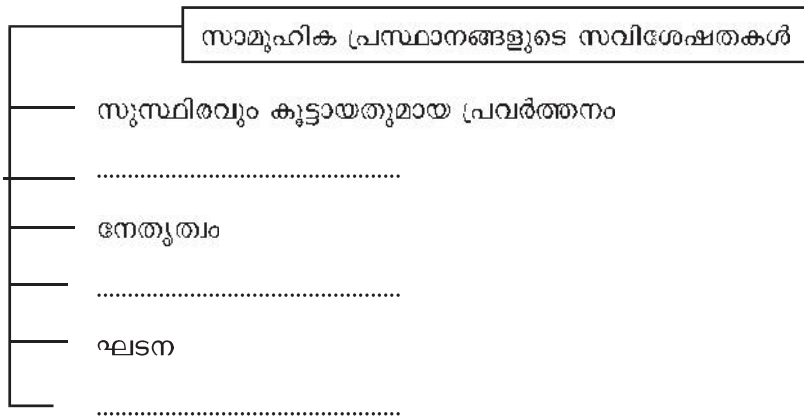 സാമൂഹിക പ്രസ്ഥാനങ്ങളുടെ സവിശേഷതകൾ
സുസ്ഥിരവും കൂട്ടായതുമായ പ്രവർത്തനം
.................................................
നേതൃത്വം
.................................................
ഘടന
.................................................